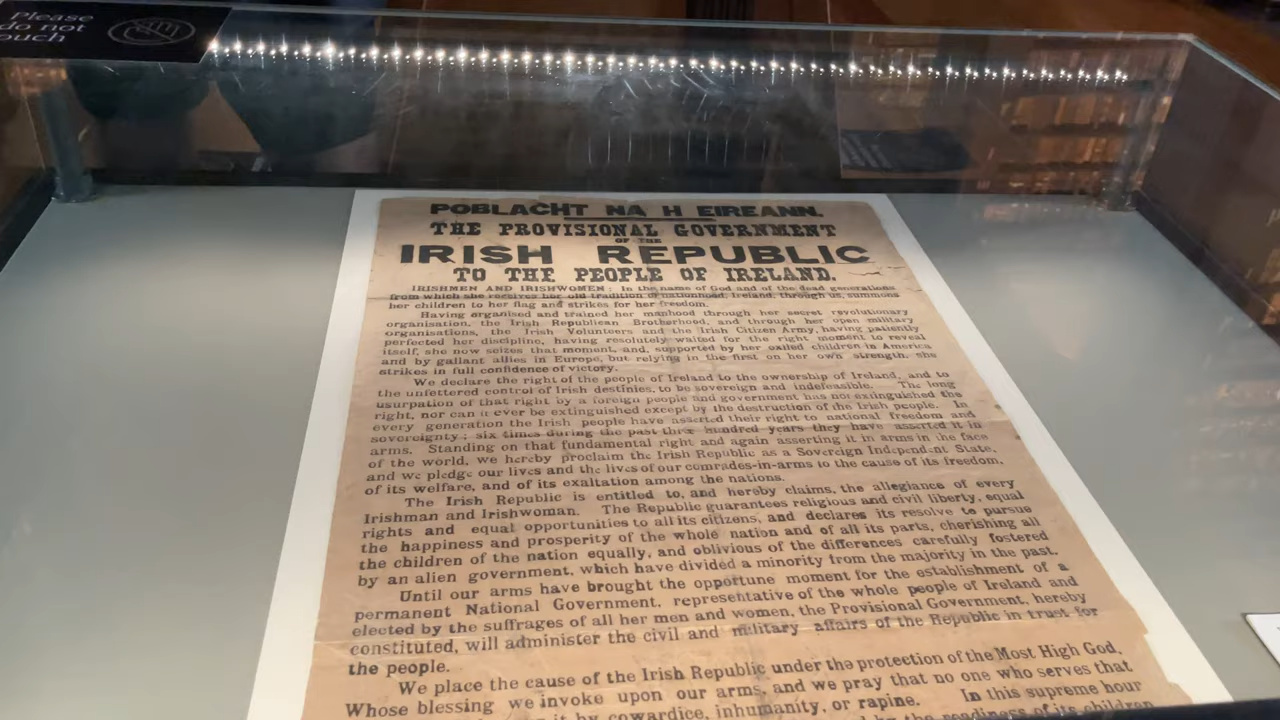 Please
do not
touch
POBLACHT NA H EIREANN.
THE PROVISIONAL GOVERNMENT
OF THE
IRISH REPUBLIC
TO THE PEOPLE OF IRELAND.
IRISHMEN AND IRISHWOMEN: In the name of God and of the dead generations
from which she receives her old tradition of nationhood, Ireland, through us, summons
her children to her flag and strikes for her freedom.
Having organised and trained her manhood through her secret revolutionary
organisation, the Irish Republican Brotherhood, and through her open military
organisations, the Irish Volunteers and the Irish Citizen Army, having patiently
perfected her discipline, having resolutely waited for the right moment to reveal
itself, she now seizes that moment, and, supported by her exiled children in America
and by gallant allies in Europe, but relying in the first on her own strength, she
strikes in full confidence of victory.
We declare the right of the people of Ireland to the ownership of Ireland, and to
the unfettered control of Irish destinies, to be sovereign and indefeasible. The long
usurpation of that right by a foreign people and government has not extinguished the
right, nor can it ever be extinguished except by the destruction of the Irish people. In
every generation the Irish people have asserted their right to national freedom and
sovereignty; six times during the past three hundred years they have asserted it in
arms. Standing on that fundamental right and again asserting it in arms in the face
of the world, we hereby proclaim the Irish Republic as a Sovereign Independent State,
and we pledge our lives and the lives of our comrades-in-arms to the cause of its freedom,
of its welfare, and of its exaltation among the nations.
The Irish Republic is entitled to, and hereby claims, the allegiance of every
Irishman and Irishwoman. The Republic guarantees religious and civil liberty, equal
rights and equal opportunities to all its citizens, and declares its resolve to pursue
the happiness and prosperity of the whole nation and of all its parts, cherishing all
the children of the nation equally, and oblivious of the differences carefully fostered
by an alien government, which have divided a minority from the majority in the past.
Until our arms have brought the opportune moment for the establishment of a
permanent National Government, representative of the whole people of Ireland and
elected by the suffrages of all her men and women, the Provisional Government, hereby
constituted, will administer the civil and military affairs of the Republic in trust for
the people.
We place the cause of the Irish Republic under the protection of the Most High God,
Whose blessing we invoke upon our arms, and we pray that no one who serves that
it by cowardice, inhumanity, or rapine. In this supreme hour
the readiness of its children